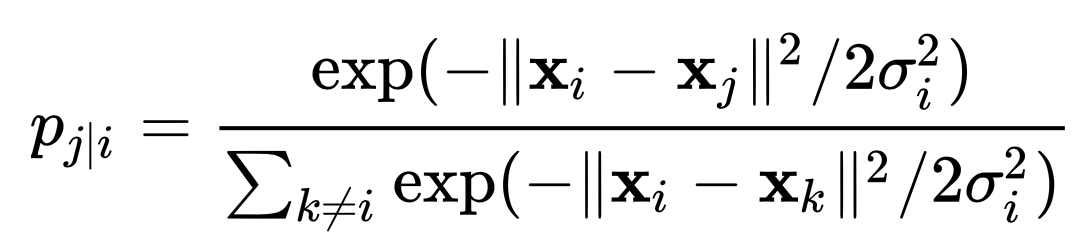 p_{j|i} = \frac{\exp(-\|\mathbf{x}_i - \mathbf{x}_j\|^2 / 2\sigma_i^2)}{\sum_{k \neq i} \exp(-\|\mathbf{x}_i - \mathbf{x}_k\|^2 / 2\sigma_i^2)}